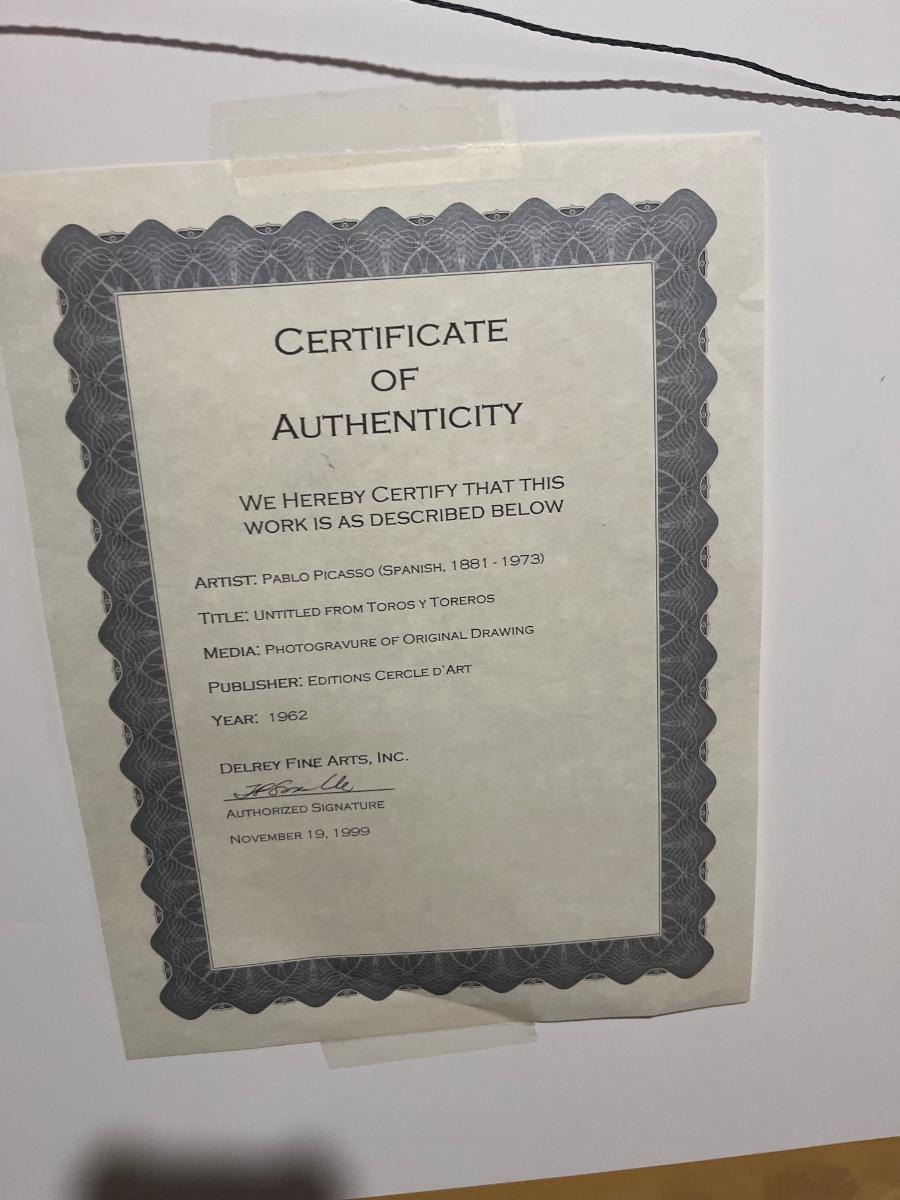 CERTIFICATE
OF
AUTHENTICITY
WE HEREBY CERTIFY THAT THIS
WORK IS AS DESCRIBED BELOW
ARTIST: PABLO PICASSO (SPANISH, 1881 - 1973)
TITLE: UNTITLED FROM TOROS Y TOREROS
MEDIA: PHOTOGRAVURE OF ORIGINAL DRAWING
PUBLISHER: EDITIONS CERCLE D'ART
YEAR: 1962
DELREY FINE ARTS, INC.
AUTHORIZED SIGNATURE
NOVEMBER 19, 1999